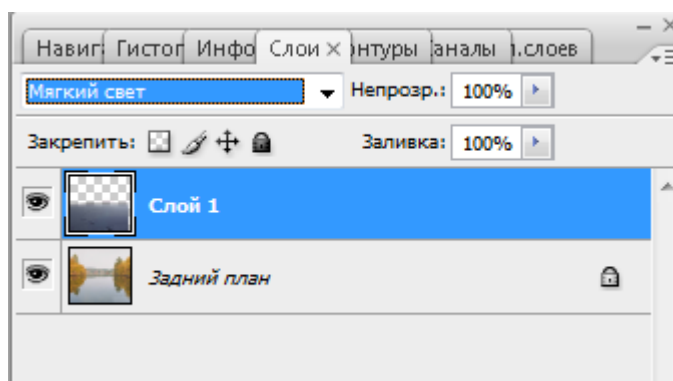 Навиг Гистог Инфо Слои × нтуры аналы л.слоев
Мягкий свет Непрозр.: 100%
Закрепить: Заливка: 100%
Слой 1
Задний план